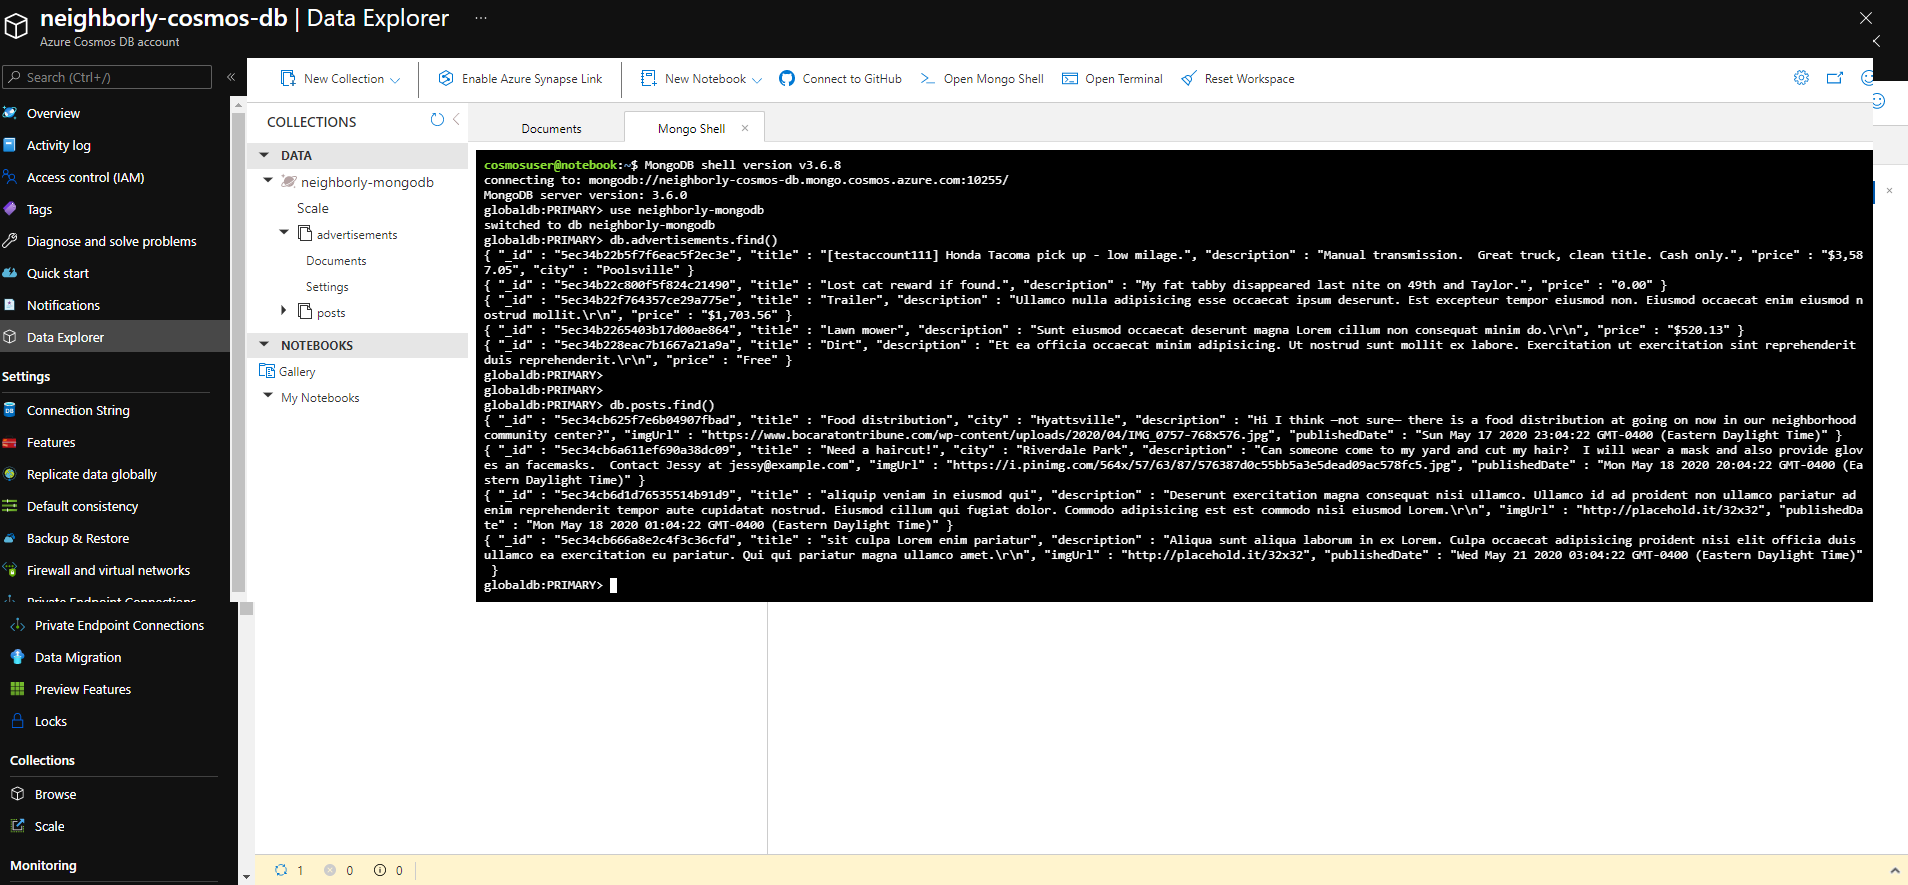 neighborly-cosmos-db | Data Explorer ...
Azure Cosmos DB account
Search (Ctrl+/)
«
Overview
Activity log
Access control (IAM)
Tags
Diagnose and solve problems
Quick start
Notifications
Data Explorer
Settings
Connection String
Features
Replicate data globally
Default consistency
Backup & Restore
Firewall and virtual networks
Private Endpoint Connections
Private Endpoint Connections
Data Migration
Preview Features
Locks
Collections
Browse
Scale
Monitoring
New Collection
Enable Azure Synapse Link
New Notebook
Connect to GitHub
Open Mongo Shell
Open Terminal
Reset Workspace
COLLECTIONS
DATA
neighborly-mongodb
Scale
advertisements
Documents
Settings
posts
NOTEBOOKS
Gallery
My Notebooks
Documents
Mongo Shell
cosmosuser@notebook:~$ MongoDB shell version v3.6.8
connecting to: mongodb://neighborly-cosmos-db.mongo.cosmos.azure.com:10255/
MongoDB server version: 3.6.0
globaldb:PRIMARY> use neighborly-mongodb
switched to db neighborly-mongodb
globaldb:PRIMARY> db.advertisements.find()
{ "_id" : "5ec34b22b5f7f6eac5f2ec3e", "title" : "[testaccount111] Honda Tacoma pick up - low milage.", "description" : "Manual transmission.  Great truck, clean title. Cash only.", "price" : "$3,58
7.05", "city" : "Poolsville" }
{ "_id" : "5ec34b22c800f5f824c21490", "title" : "Lost cat reward if found.", "description" : "My fat tabby disappeared last nite on 49th and Taylor.", "price" : "0.00" }
{ "_id" : "5ec34b22f764357ce29a775e", "title" : "Trailer", "description" : "Ullamco nulla adipisicing esse occaecat ipsum deserunt. Est excepteur tempor eiusmod non. Eiusmod occaecat enim eiusmod n
ostrud mollit.\r\n", "price" : "$1,703.56" }
{ "_id" : "5ec34b2265403b17d00ae864", "title" : "Lawn mower", "description" : "Sunt eiusmod occaecat deserunt magna Lorem cillum non consequat minim do.\r\n", "price" : "$520.13" }
{ "_id" : "5ec34b228eac7b1667a21a9a", "title" : "Dirt", "description" : "Et ea officia occaecat minim adipisicing. Ut nostrud sunt mollit ex labore. Exercitation ut exercitation sint reprehenderit
duis reprehenderit.\r\n", "price" : "Free" }
globaldb:PRIMARY>
globaldb:PRIMARY>
globaldb:PRIMARY> db.posts.find()
{ "_id" : "5ec34cb625f7e6b04907fbad", "title" : "Food distribution", "city" : "Hyattsville", "description" : "Hi I think —not sure— there is a food distribution at going on now in our neighborhood
community center?", "imgUrl" : "https://www.bocaratontribune.com/wp-content/uploads/2020/04/IMG_0757-768x576.jpg", "publishedDate" : "Sun May 17 2020 23:04:22 GMT-0400 (Eastern Daylight Time)" }
{ "_id" : "5ec34cb6a611ef690a38dc09", "title" : "Need a haircut!", "city" : "Riverdale Park", "description" : "Can someone come to my yard and cut my hair?  I will wear a mask and also provide glov
es an facemasks.  Contact Jessy at jessy@example.com", "imgUrl" : "https://i.pinimg.com/564x/57/63/87/576387d0c55bb5a3e5dead09ac578fc5.jpg", "publishedDate" : "Mon May 18 2020 20:04:22 GMT-0400 (Ea
stern Daylight Time)" }
{ "_id" : "5ec34cb6d1d76535514b91d9", "title" : "aliquip veniam in eiusmod qui", "description" : "Deserunt exercitation magna consequat nisi ullamco. Ullamco id ad proident non ullamco pariatur ad
enim reprehenderit tempor aute cupidatat nostrud. Eiusmod cillum qui fugiat dolor. Commodo adipisicing est est commodo nisi eiusmod Lorem.\r\n", "imgUrl" : "http://placehold.it/32x32", "publishedDa
te" : "Mon May 18 2020 01:04:22 GMT-0400 (Eastern Daylight Time)" }
{ "_id" : "5ec34cb666a8e2c4f3c36cfd", "title" : "sit culpa Lorem enim pariatur", "description" : "Aliqua sunt aliqua laborum in ex Lorem. Culpa occaecat adipisicing proident nisi elit officia duis
ullamco ea exercitation eu pariatur. Qui qui pariatur magna ullamco amet.\r\n", "imgUrl" : "http://placehold.it/32x32", "publishedDate" : "Wed May 21 2020 03:04:22 GMT-0400 (Eastern Daylight Time)"
}
globaldb:PRIMARY>
1 0 0